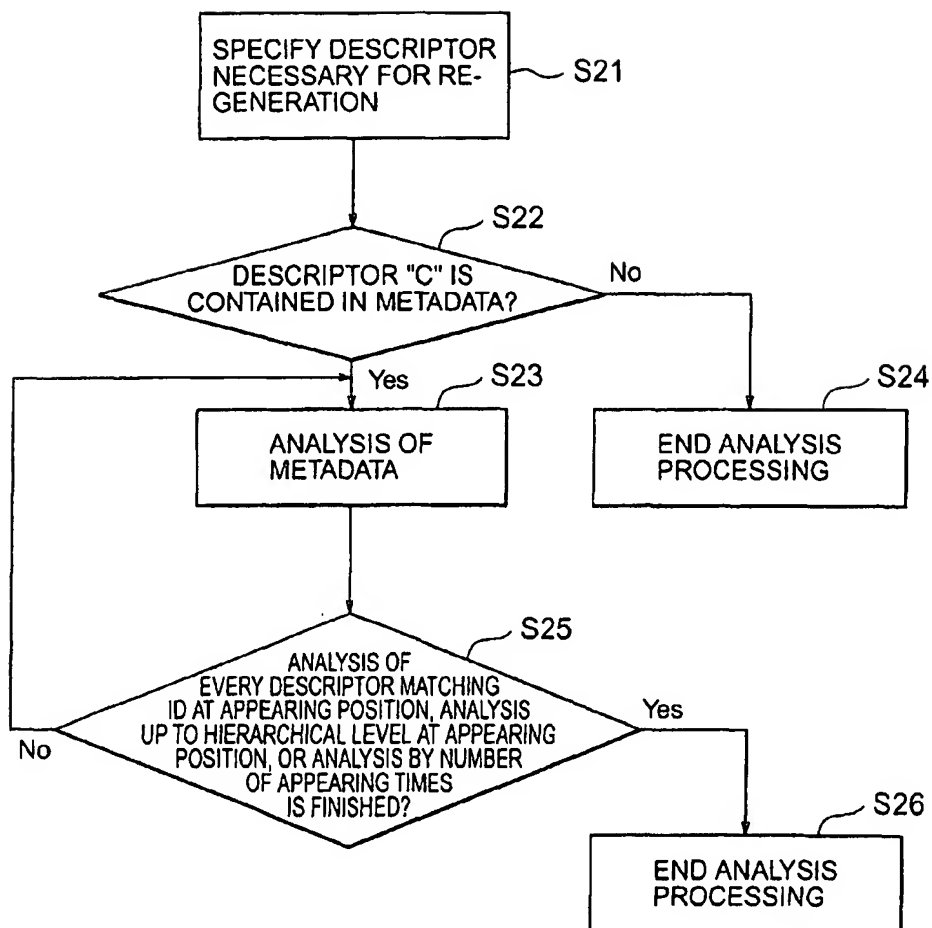 SPECIFY DESCRIPTOR
NECESSARY FOR RE-
GENERATION
S21
S22
DESCRIPTOR "C" IS
CONTAINED IN METADATA?
No
Yes
S23
ANALYSIS OF
METADATA
S24
END ANALYSIS
PROCESSING
S25
ANALYSIS OF
EVERY DESCRIPTOR MATCHING
ID AT APPEARING POSITION, ANALYSIS
UP TO HIERARCHICAL LEVEL AT APPEARING
POSITION, OR ANALYSIS BY NUMBER
OF APPEARING TIMES
IS FINISHED?
No
Yes
S26
END ANALYSIS
PROCESSING